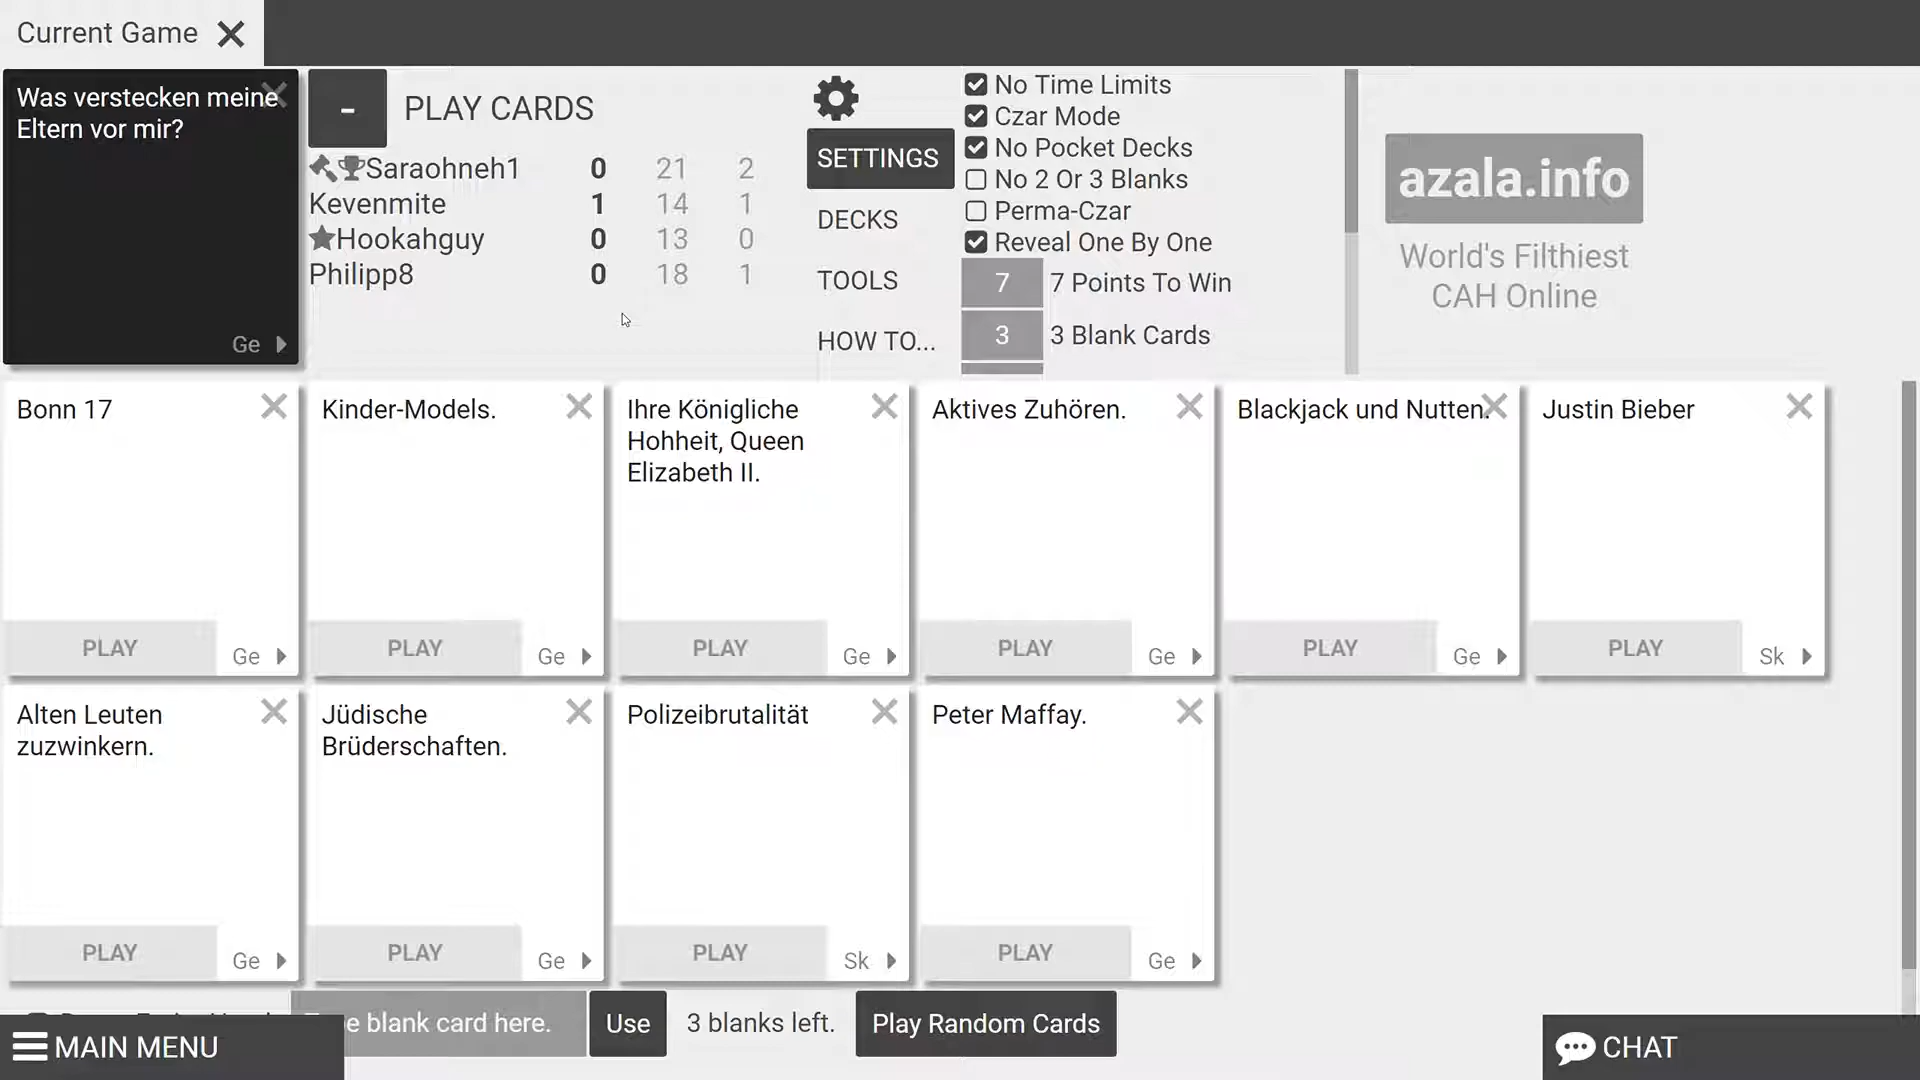 Current Game
Was verstecken meine
Eltern vor mir?
Ge
-
PLAY CARDS
Saraohneh1 0 21 2
Kevenmite 1 14 1
Hookahguy 0 13 0
Philipp8 0 18 1
SETTINGS
DECKS
TOOLS
HOW TO...
No Time Limits
Czar Mode
No Pocket Decks
No 2 Or 3 Blanks
Perma-Czar
Reveal One By One
7 7 Points To Win
3 3 Blank Cards
azala.info
World's Filthiest
CAH Online
Bonn 17
PLAY Ge
Kinder-Models.
PLAY Ge
Ihre Königliche
Hohheit, Queen
Elizabeth II.
PLAY Ge
Aktives Zuhören.
PLAY Ge
Blackjack und Nutten.
PLAY Ge
Justin Bieber
PLAY Sk
Alten Leuten
zuzwinkern.
PLAY Ge
Jüdische
Brüderschaften.
PLAY Ge
Polizeibrutalität
PLAY Sk
Peter Maffay.
PLAY Ge
blank card here.
Use
3 blanks left.
Play Random Cards
MAIN MENU
CHAT